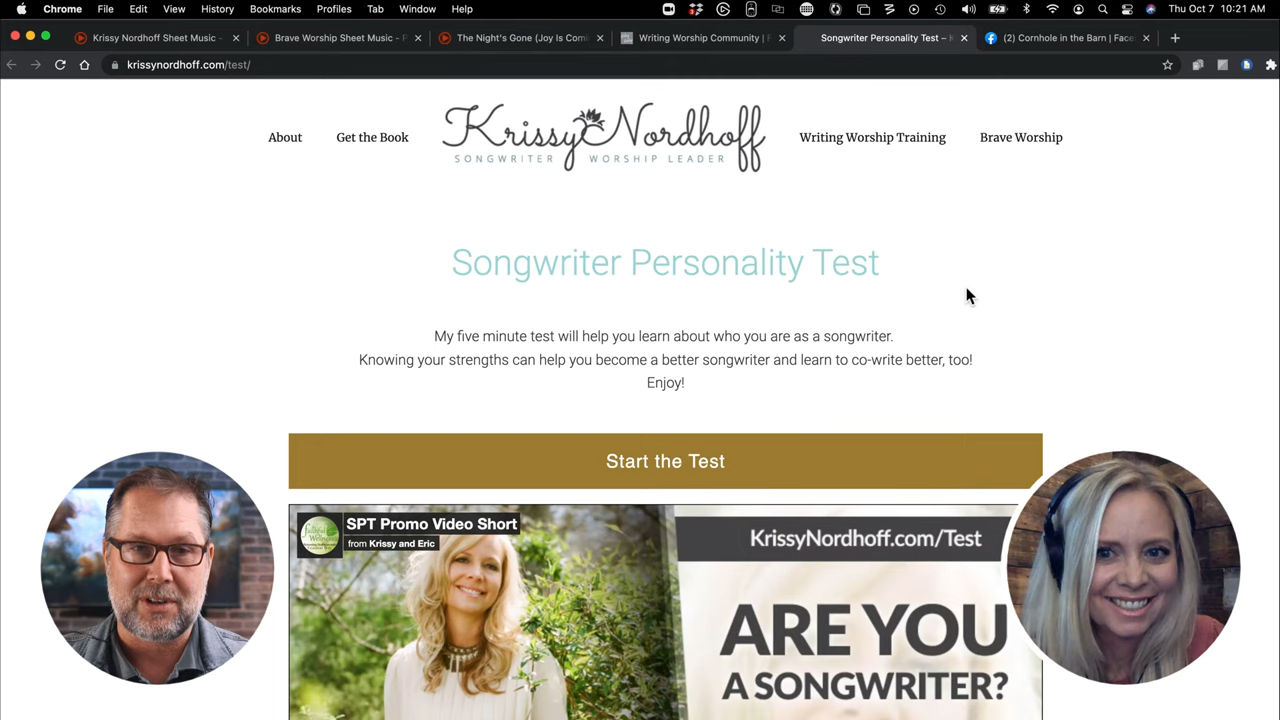 Chrome File Edit View History Bookmarks Profiles Tab Window Help Thu Oct 7 10:21 AM
Krissy Nordhoff Sheet Music - Brave Worship Sheet Music - P The Night's Gone (Joy Is Comi Writing Worship Community | F Songwriter Personality Test – K (2) Cornhole in the Barn | Face
krissynordhoff.com/test/
About Get the Book Krissy Nordhoff Writing Worship Training Brave Worship
SONGWRITER WORSHIP LEADER
Songwriter Personality Test
My five minute test will help you learn about who you are as a songwriter.
Knowing your strengths can help you become a better songwriter and learn to co-write better, too!
Enjoy!
Start the Test
SPT Promo Video Short
from Krissy and Eric
KrissyNordhoff.com/Test
ARE YOU
A SONGWRITER?